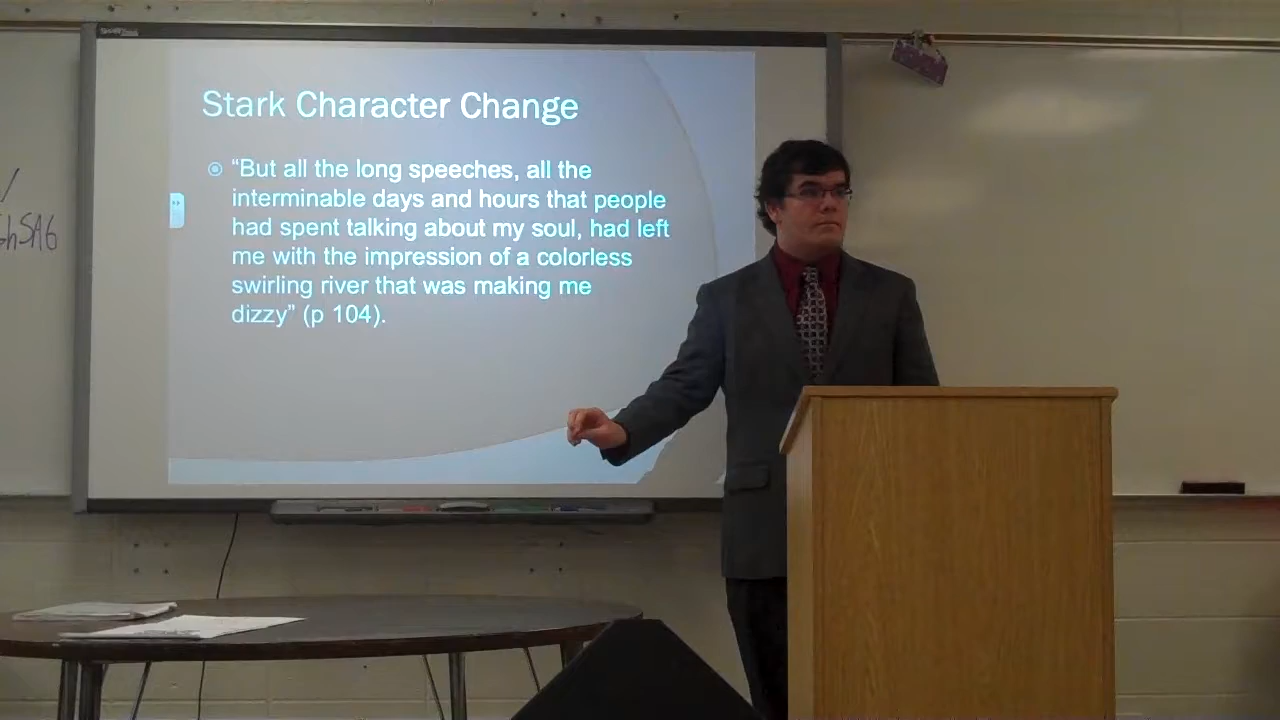 Stark Character Change
“But all the long speeches, all the
interminable days and hours that people
had spent talking about my soul, had left
me with the impression of a colorless
swirling river that was making me
dizzy” (p 104).